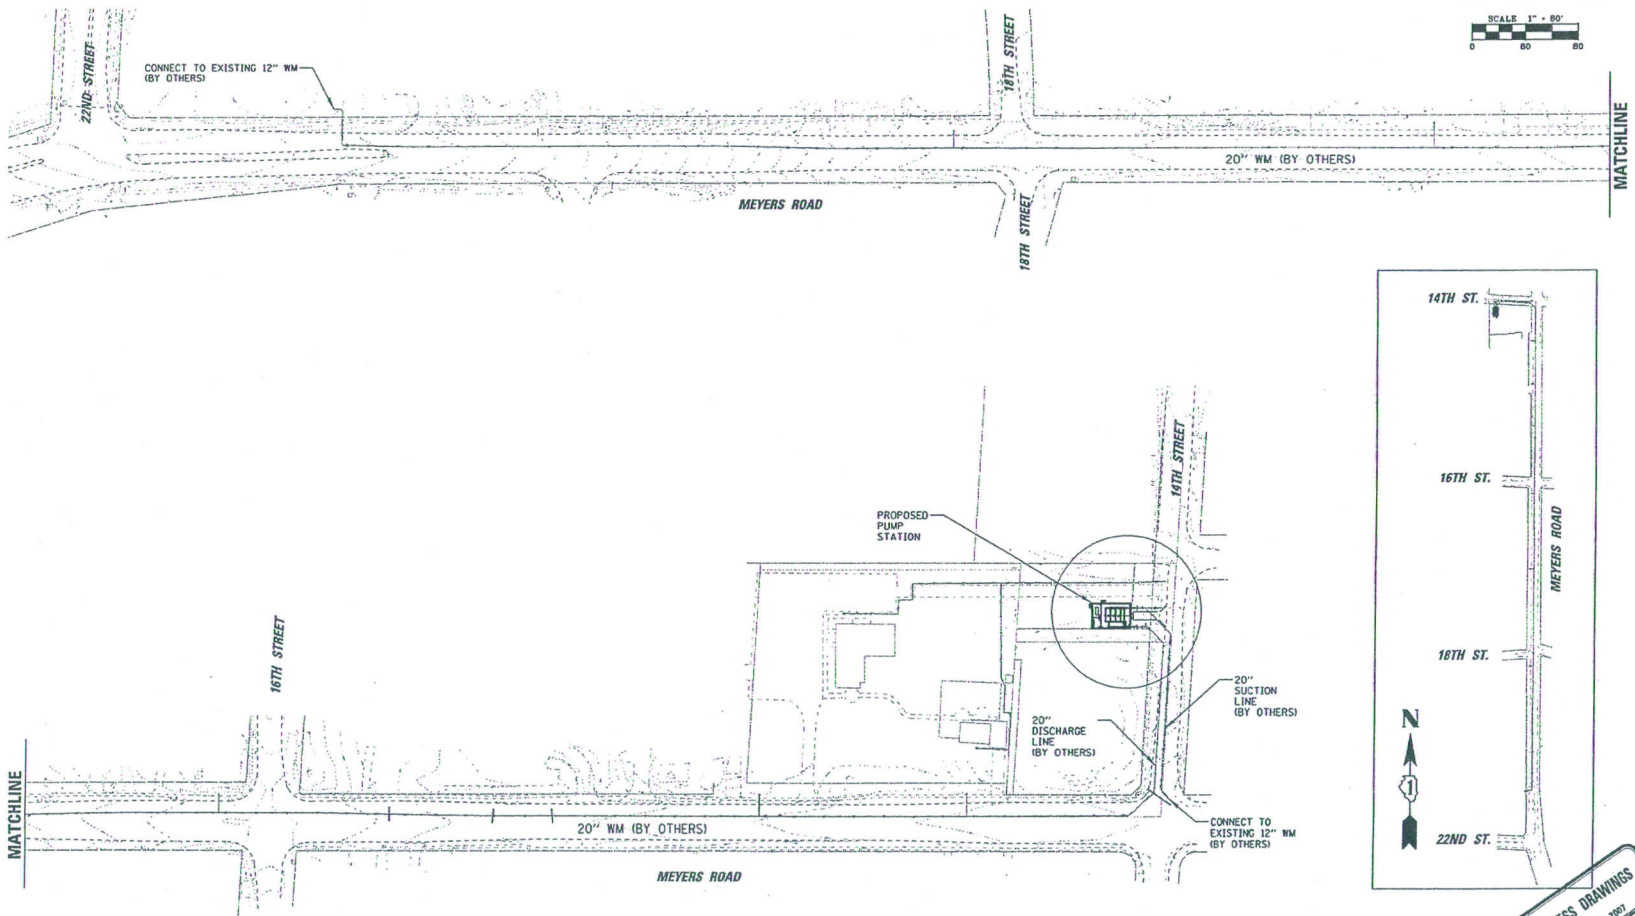 SCALE 1" = 80'
0 60 80
22ND STREET
CONNECT TO EXISTING 12" WM
(BY OTHERS)
18TH STREET
20" WM (BY OTHERS)
MATCHLINE
MEYERS ROAD
18TH STREET
14TH ST.
16TH ST.
MEYERS ROAD
18TH ST.
N
1
22ND ST.
14TH STREET
PROPOSED
PUMP
STATION
16TH STREET
20"
SUCTION
LINE
(BY OTHERS)
20"
DISCHARGE
LINE
(BY OTHERS)
MATCHLINE
20" WM (BY OTHERS)
CONNECT TO
EXISTING 12" WM
(BY OTHERS)
MEYERS ROAD
DRAWINGS
2007